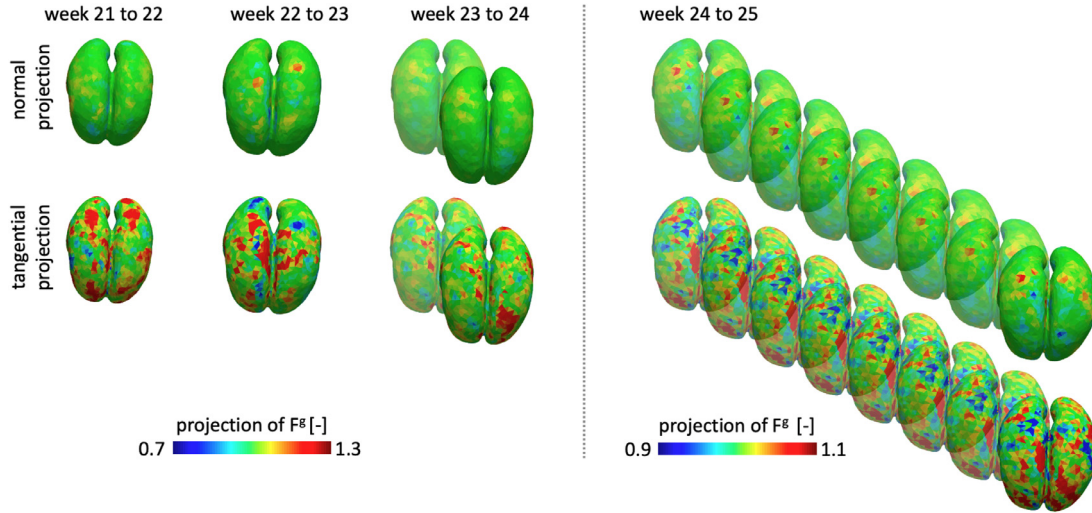 week 21 to 22
week 22 to 23
week 23 to 24
week 24 to 25
normal
projection
tangential
projection
projection of Fᵍ [-]
0.7
1.3
projection of Fᵍ [-]
0.9
1.1